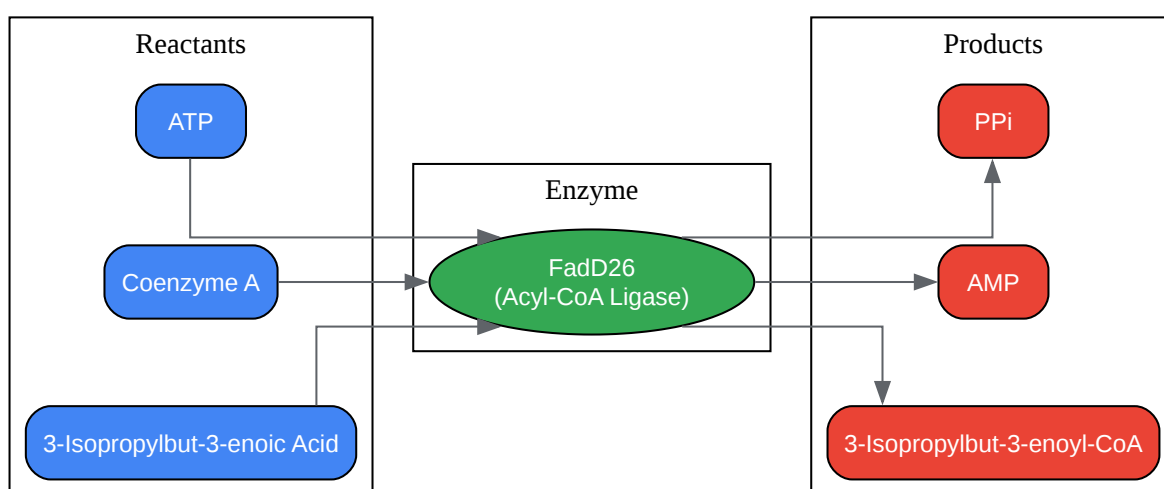 Reactants
ATP
Coenzyme A
3-Isopropylbut-3-enoic Acid
Enzyme
FadD26
(Acyl-CoA Ligase)
Products
PPi
AMP
3-Isopropylbut-3-enoyl-CoA